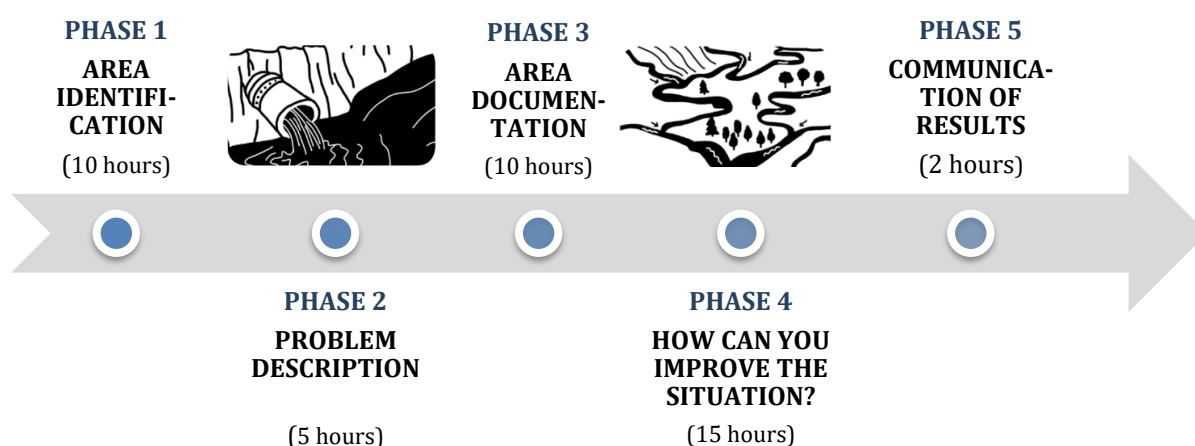 PHASE 1
AREA
IDENTIFI-
CATION
(10 hours)
PHASE 2
PROBLEM
DESCRIPTION
(5 hours)
PHASE 3
AREA
DOCUMEN-
TATION
(10 hours)
PHASE 4
HOW CAN YOU
IMPROVE THE
SITUATION?
(15 hours)
PHASE 5
COMMUNICA-
TION OF
RESULTS
(2 hours)